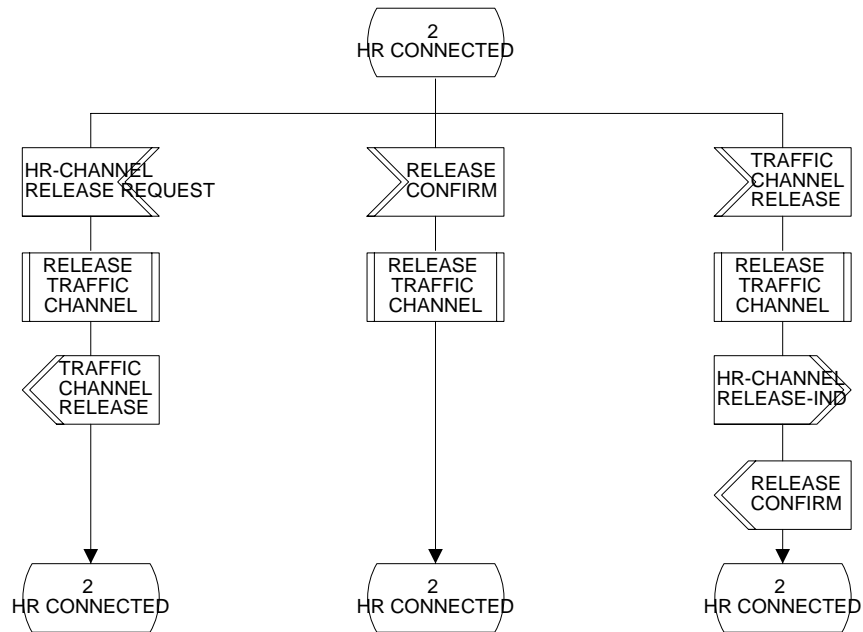 2
HR CONNECTED
HR-CHANNEL
RELEASE REQUEST
RELEASE
CONFIRM
TRAFFIC
CHANNEL
RELEASE
RELEASE
TRAFFIC
CHANNEL
RELEASE
TRAFFIC
CHANNEL
RELEASE
TRAFFIC
CHANNEL
TRAFFIC
CHANNEL
RELEASE
HR-CHANNEL
RELEASE-IND
RELEASE
CONFIRM
2
HR CONNECTED
2
HR CONNECTED
2
HR CONNECTED